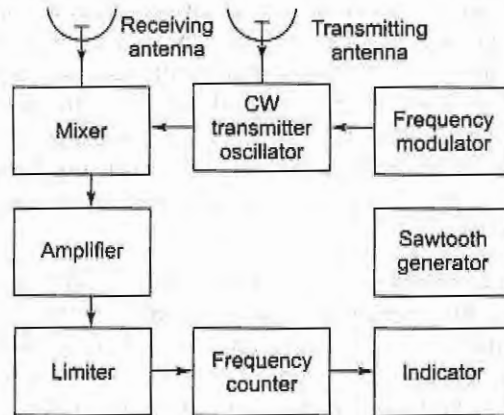 Receiving
antenna
Transmitting
antenna
Mixer
CW
transmitter
oscillator
Frequency
modulator
Amplifier
Sawtooth
generator
Limiter
Frequency
counter
Indicator